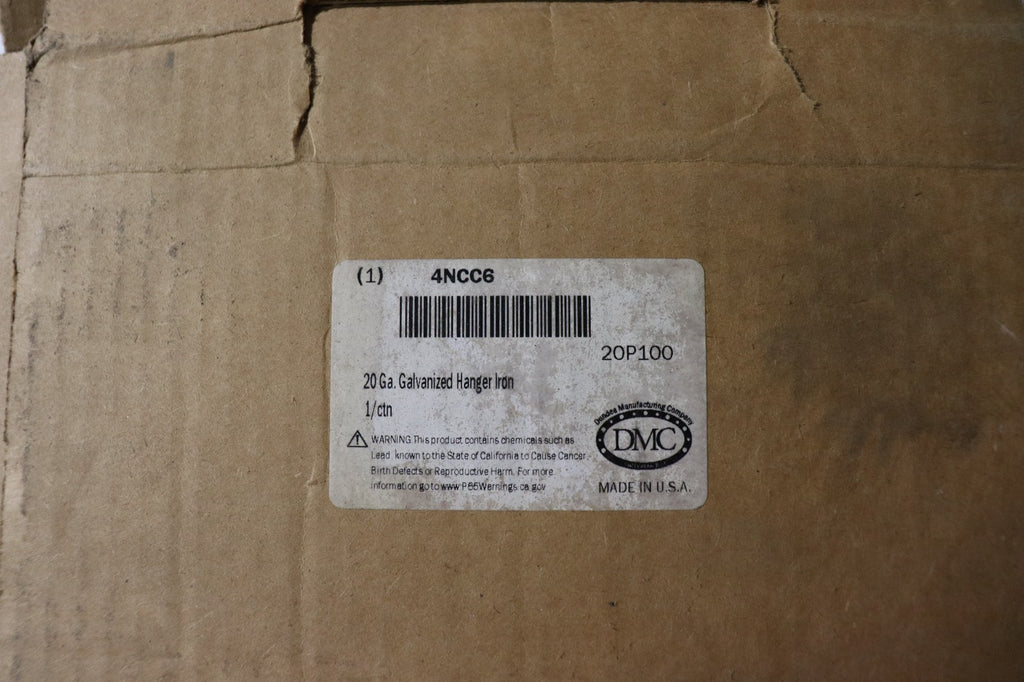 (1) 4NCC6
20P100
20 Ga. Galvanized Hanger Iron
1/ctn
WARNING This product contains chemicals such as
Lead known to the State of California to Cause Cancer
Birth Defects or Reproductive Harm. For more
information go to www.P65Warnings.ca.gov
Dundee Manufacturing Company
DMC
MADE IN U.S.A.